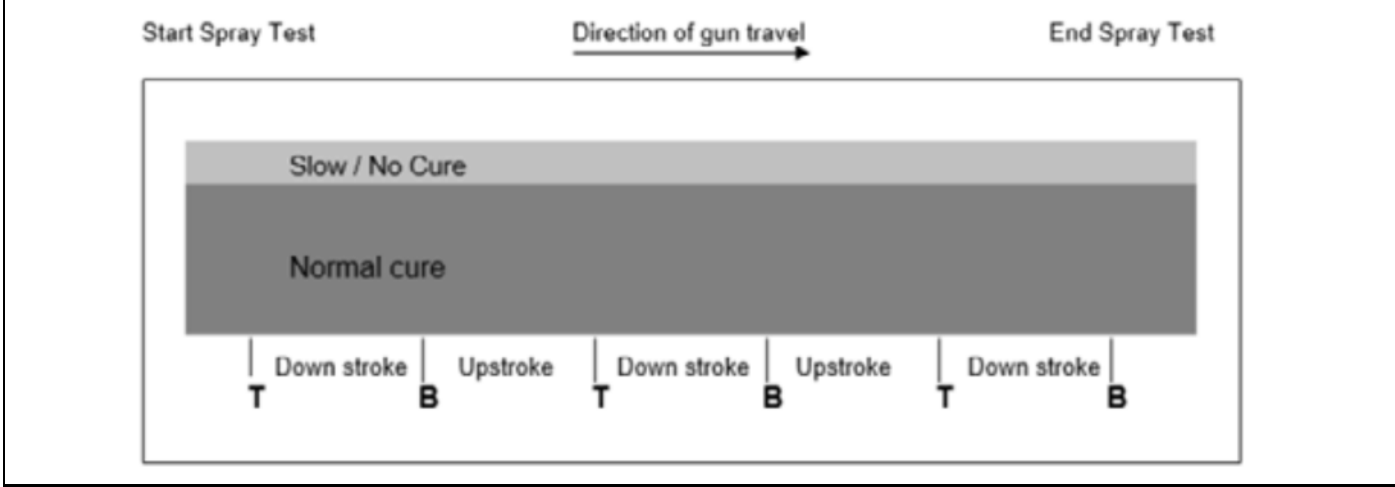 Start Spray Test Direction of gun travel End Spray Test
Slow / No Cure
Normal cure
Down stroke Upstroke Down stroke Upstroke Down stroke
T B T B T B